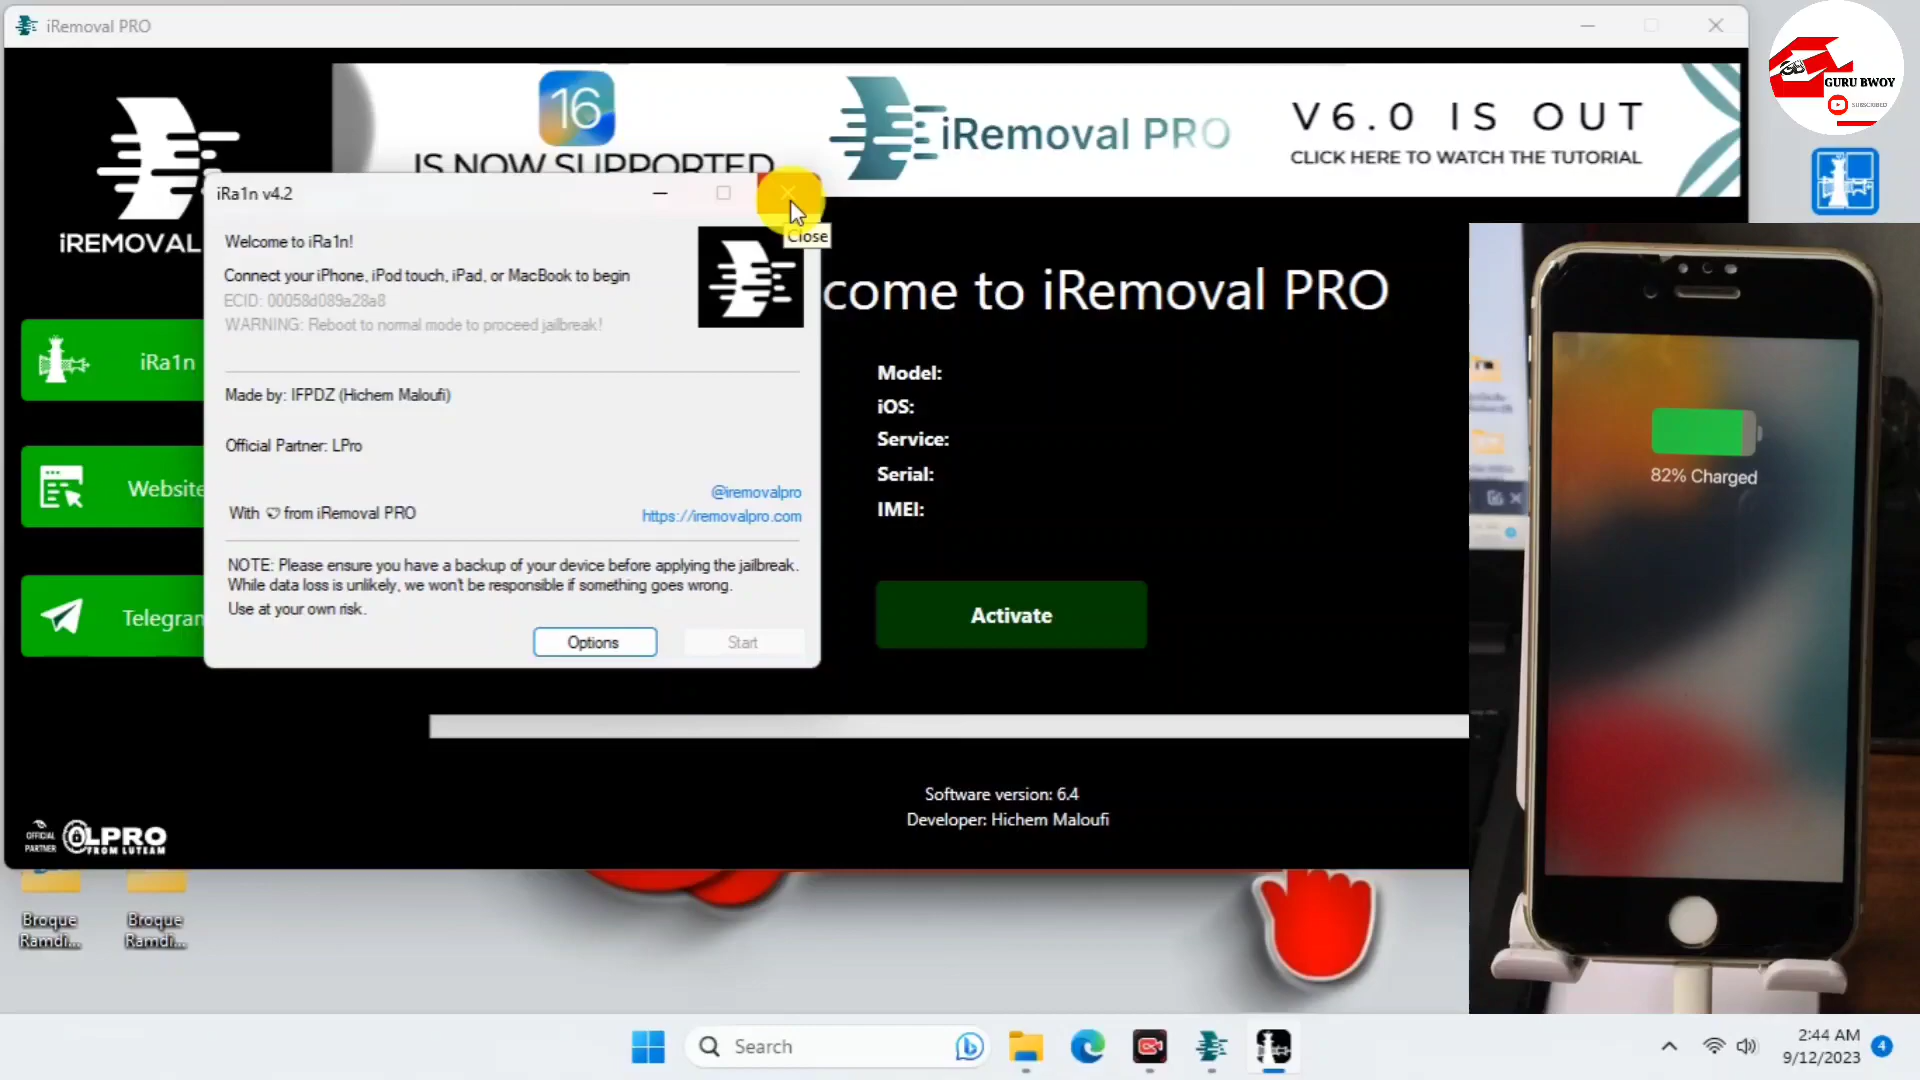 iRemoval PRO
GURU BWOY
SUBSCRIBED
16
IS NOW SUPPORTED
iRemoval PRO
V6.0 IS OUT
CLICK HERE TO WATCH THE TUTORIAL
iREMOVAL
iRa1n
Website
Telegram
OFFICIAL
PARTNER
LPRO
FROM LUTEAM
iRa1n v4.2
Close
Welcome to iRa1n!
Connect your iPhone, iPod touch, iPad, or MacBook to begin
ECID: 00058d089a28a8
WARNING: Reboot to normal mode to proceed jailbreak!
Made by: IFPDZ (Hichem Maloufi)
Official Partner: LPro
@iremovalpro
With from iRemoval PRO
https://iremovalpro.com
NOTE: Please ensure you have a backup of your device before applying the jailbreak.
While data loss is unlikely, we won't be responsible if something goes wrong.
Use at your own risk.
Options
Start
come to iRemoval PRO
Model:
iOS:
Service:
Serial:
IMEI:
Activate
Software version: 6.4
Developer: Hichem Maloufi
82% Charged
Broque
Ramdi...
Broque
Ramdi...
Search
2:44 AM
9/12/2023
4